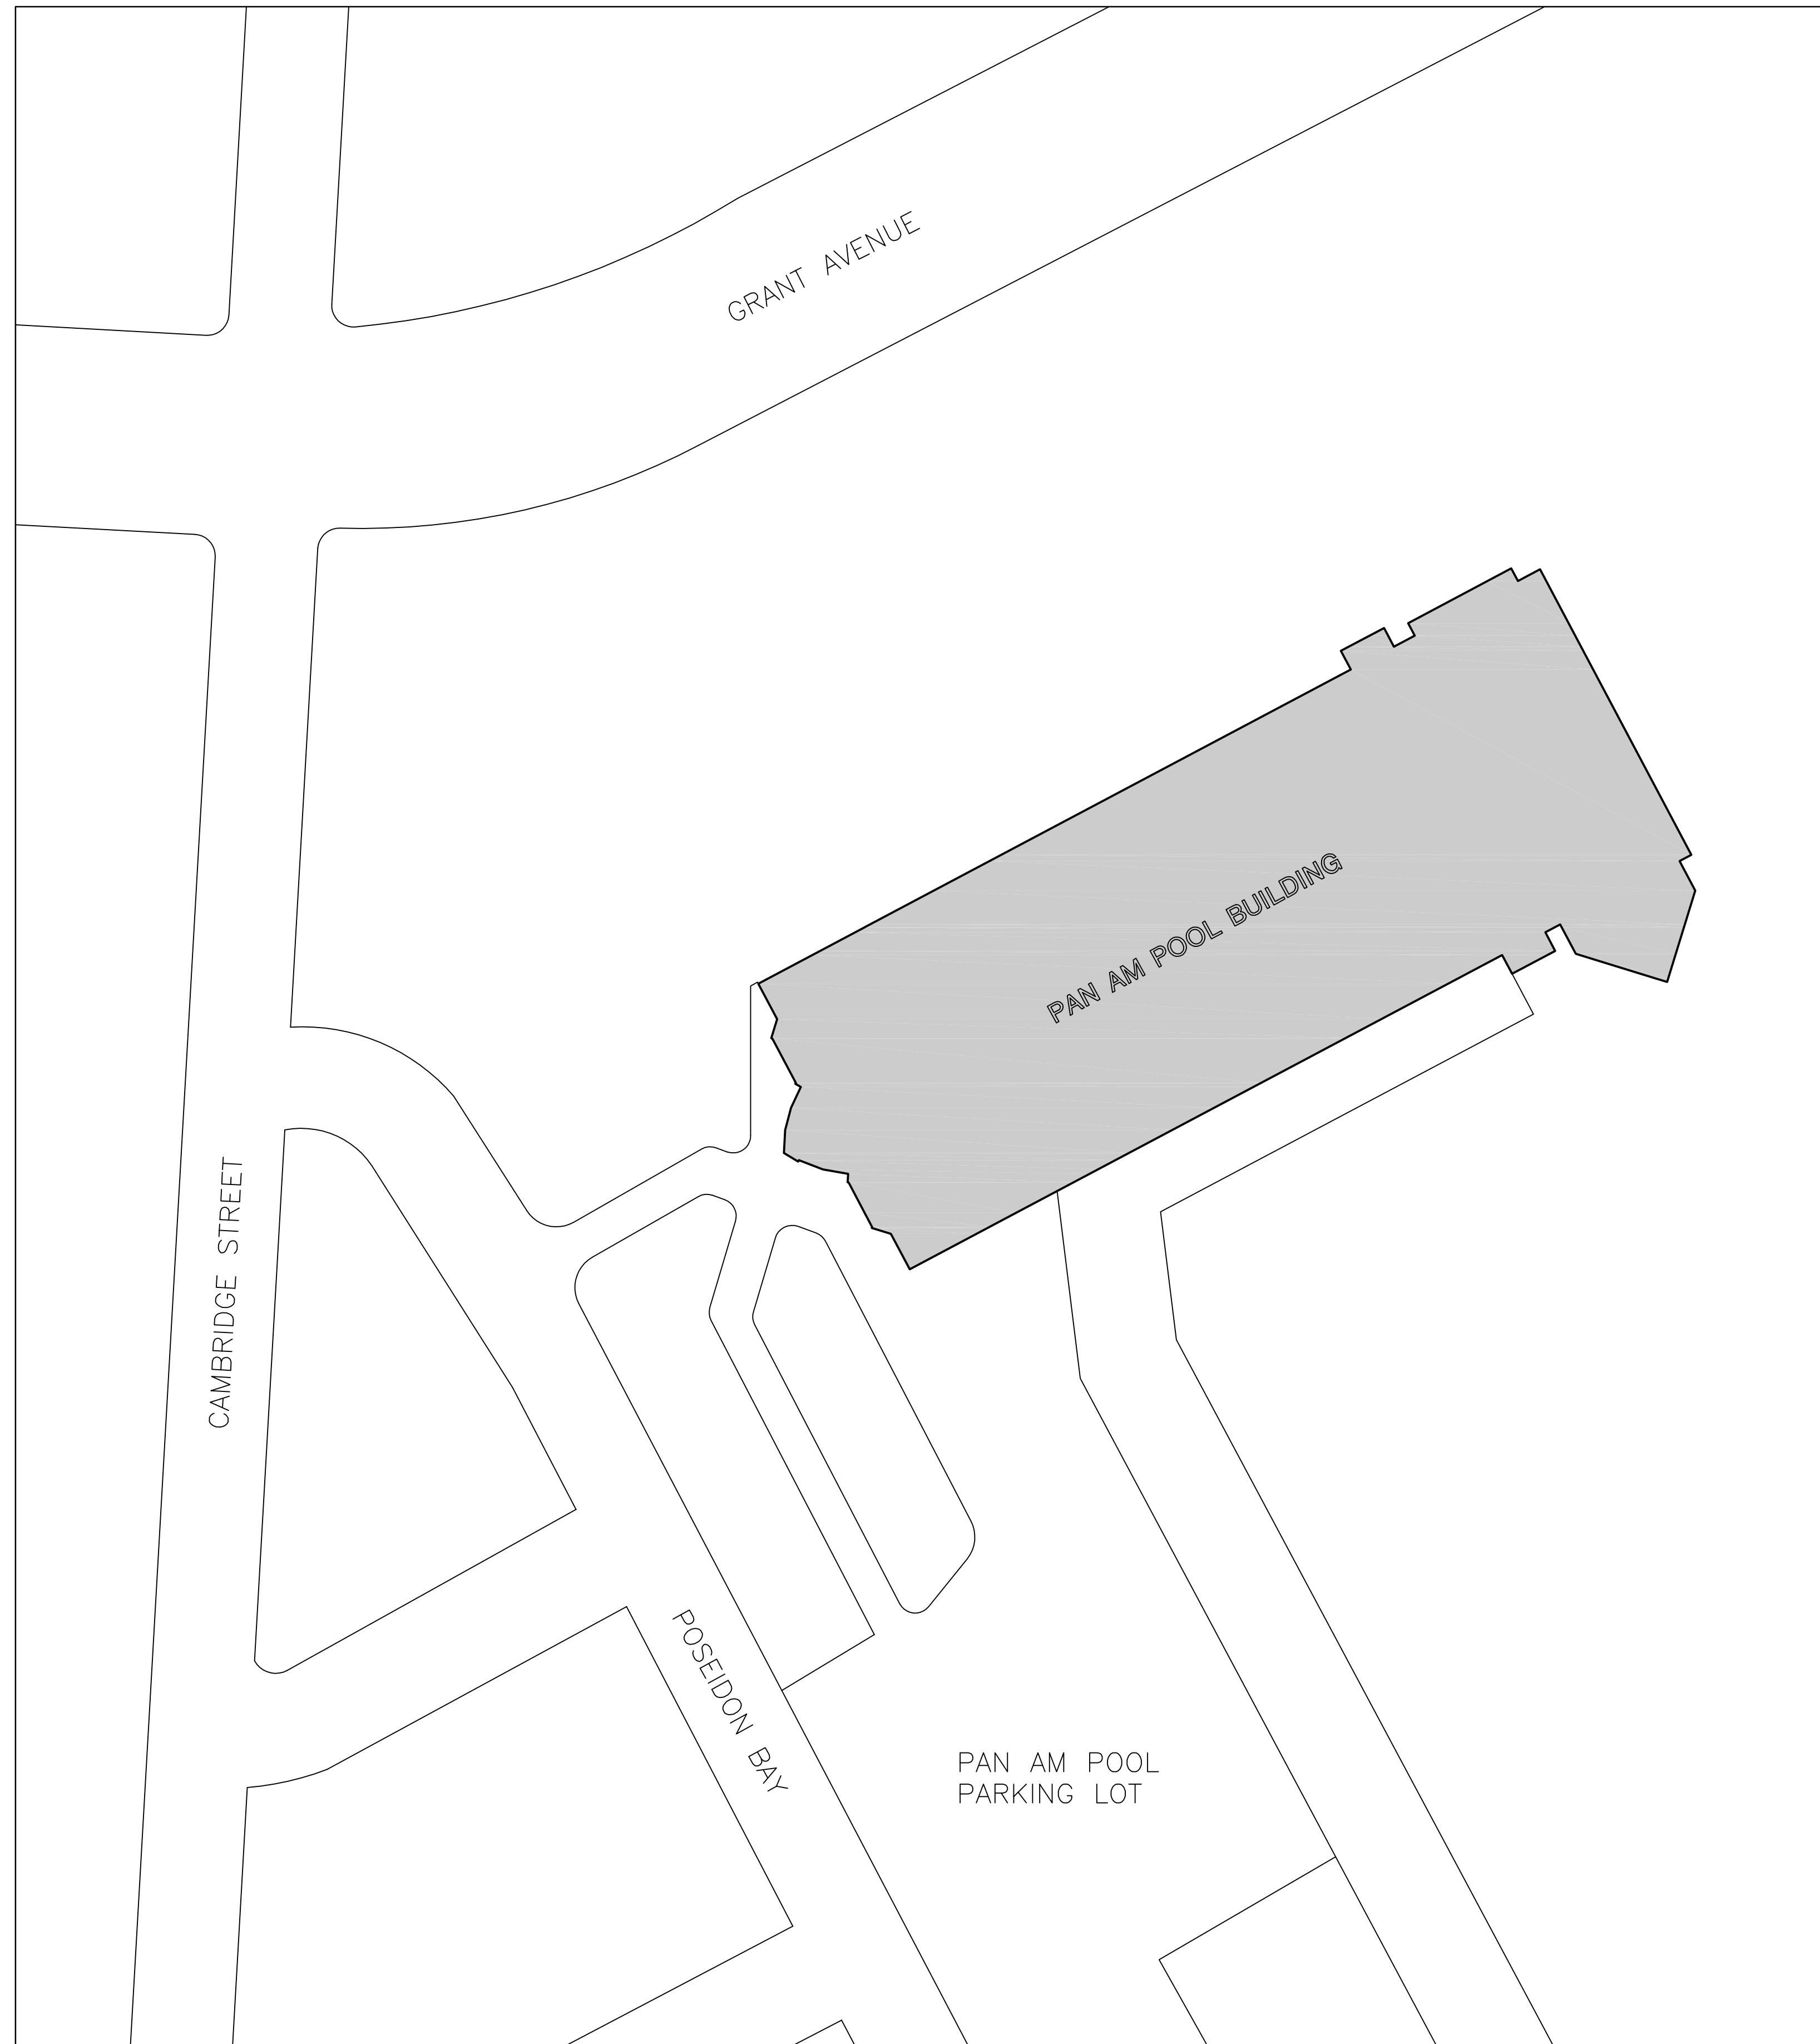 GRANT AVENUE
PAN AM POOL BUILDING
CAMBRIDGE STREET
POSEIDON BAY
PAN AM POOL
PARKING LOT